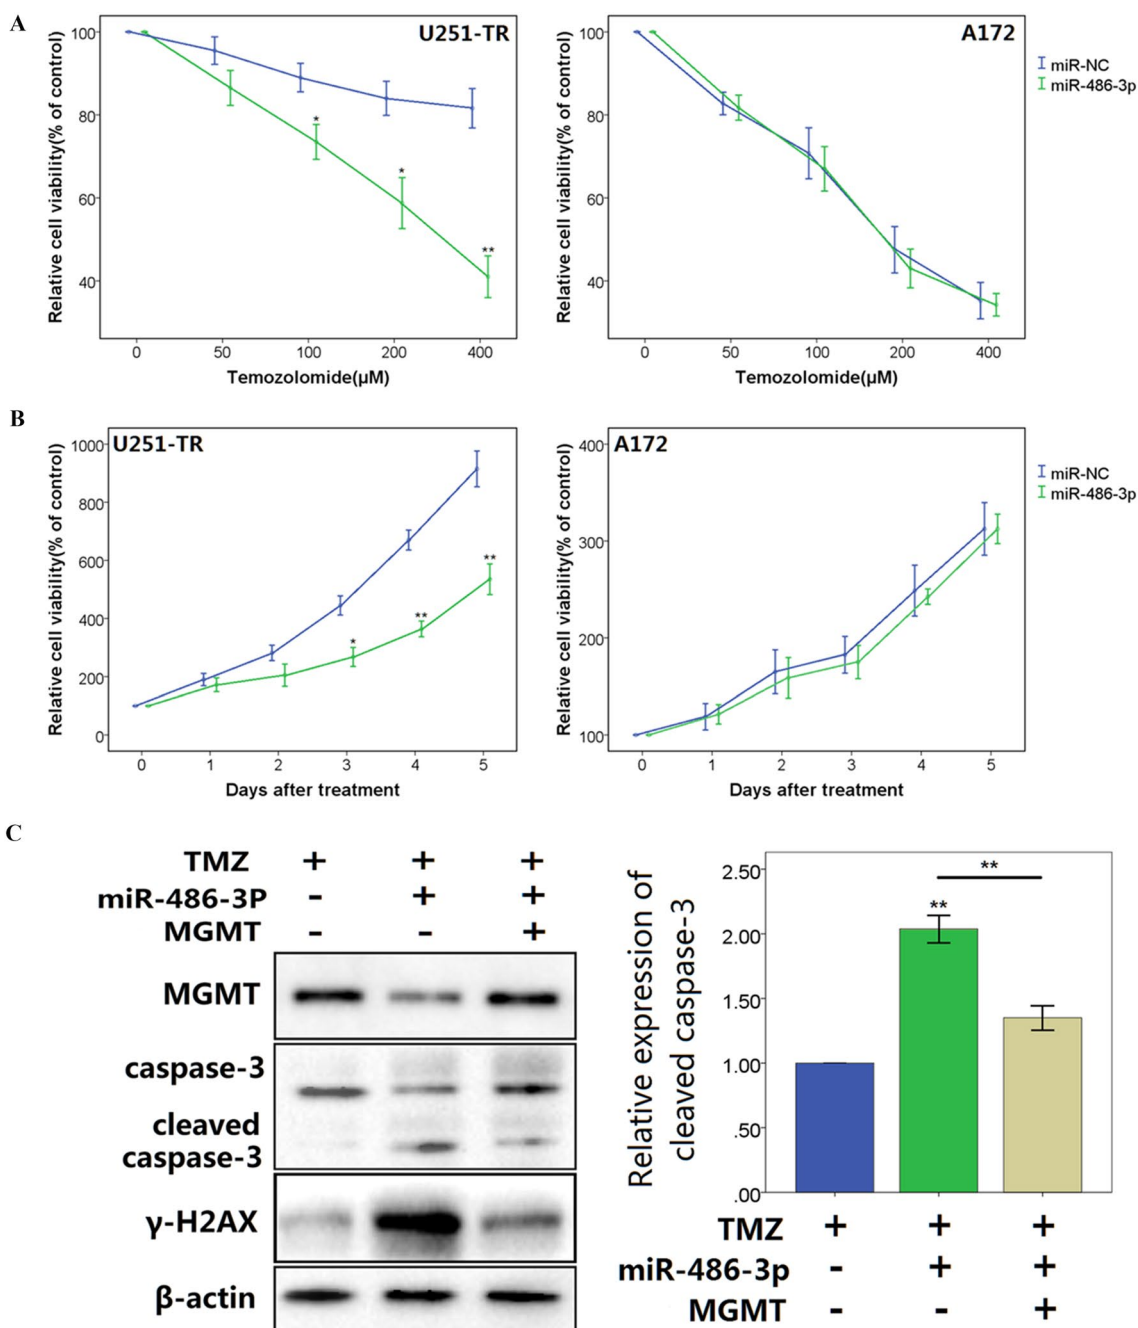 A
U251-TR
A172
Relative cell viability(% of control)
100
80
60
40
*
*
**
0 50 100 200 400
Temozolomide(μM)
Relative cell viability(% of control)
100
80
60
40
0 50 100 200 400
Temozolomide(μM)
miR-NC
miR-486-3p
B
U251-TR
A172
Relative cell viability(% of control)
1000
800
600
400
200
0
*
**
**
0 1 2 3 4 5
Days after treatment
Relative cell viability(% of control)
400
300
200
100
0 1 2 3 4 5
Days after treatment
miR-NC
miR-486-3p
C
TMZ + + +
miR-486-3P - + +
MGMT - - +
MGMT
caspase-3
cleaved
caspase-3
γ-H2AX
β-actin
Relative expression of
cleaved caspase-3
2.50
2.00
1.50
1.00
.50
.00
**
**
TMZ + + +
miR-486-3p - + +
MGMT - - +